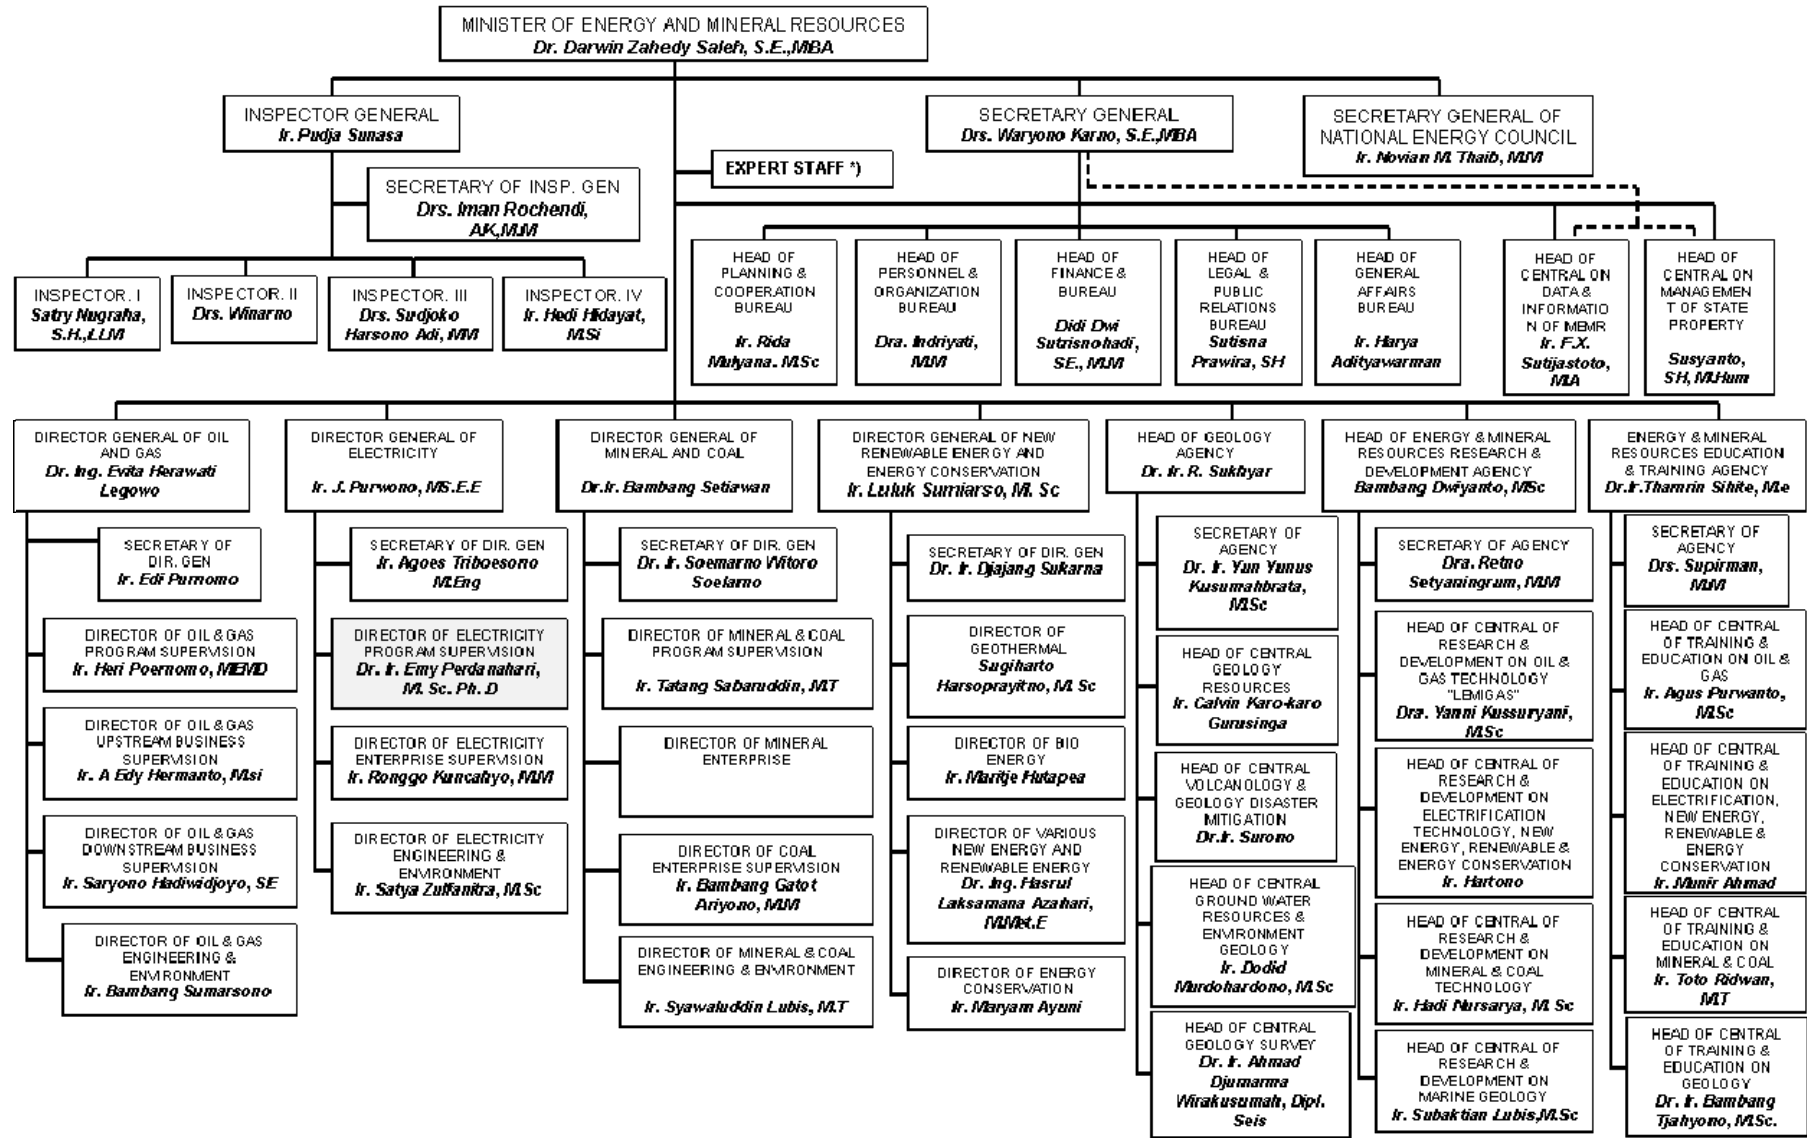 MINISTER OF ENERGY AND MINERAL RESOURCES
Dr. Darwin Zahedy Saleh, S.E.,MBA
INSPECTOR GENERAL
Ir. Pudja Sunasa
SECRETARY GENERAL
Drs. Waryono Karno, S.E.,MBA
SECRETARY GENERAL OF
NATIONAL ENERGY COUNCIL
Ir. Novian M. Thaib, M.M
EXPERT STAFF *)
SECRETARY OF INSP. GEN
Drs. Iman Rochendi,
AK,M.M
INSPECTOR. I
Satry Nugraha,
S.H.,LLM
INSPECTOR. II
Drs. Winarno
INSPECTOR. III
Drs. Sudjoko
Harsono Adi, MM
INSPECTOR. IV
Ir. Hedi Hidayat,
M.Si
HEAD OF
PLANNING &
COOPERATION
BUREAU
Ir. Rida
Mulyana. M.Sc
HEAD OF
PERSONNEL &
ORGANIZATION
BUREAU
Dra. Indriyati,
M.M
HEAD OF
FINANCE &
BUREAU
Didi Dwi
Sutrisnohadi,
SE., M.M
HEAD OF
LEGAL &
PUBLIC
RELATIONS
BUREAU
Sutisna
Prawira, SH
HEAD OF
GENERAL
AFFAIRS
BUREAU
Ir. Harya
Adityawarman
HEAD OF
CENTRAL ON
DATA &
INFORMATIO
N OF MEMR
Ir. F.X.
Sutijastoto,
M.A
HEAD OF
CENTRAL ON
MANAGEMEN
T OF STATE
PROPERTY
Susyanto,
SH, M.Hum
DIRECTOR GENERAL OF OIL
AND GAS
Dr. Ing. Evita Herawati
Legowo
SECRETARY OF
DIR. GEN
Ir. Edi Purnomo
DIRECTOR OF OIL & GAS
PROGRAM SUPERVISION
Ir. Heri Poernomo, MEMD
DIRECTOR OF OIL & GAS
UPSTREAM BUSINESS
SUPERVISION
Ir. A Edy Hermanto, M.si
DIRECTOR OF OIL & GAS
DOWNSTREAM BUSINESS
SUPERVISION
Ir. Saryono Hadiwidjoyo, SE
DIRECTOR OF OIL & GAS
ENGINEERING &
ENVIRONMENT
Ir. Bambang Sumarsono
DIRECTOR GENERAL OF
ELECTRICITY
Ir. J. Purwono, MS.E.E
SECRETARY OF DIR. GEN
Ir. Agoes Triboesono
M.Eng
DIRECTOR OF ELECTRICITY
PROGRAM SUPERVISION
Dr. Ir. Emy Perdanahari,
M. Sc. Ph. D
DIRECTOR OF ELECTRICITY
ENTERPRISE SUPERVISION
Ir. Ronggo Kuncahyo, M.M
DIRECTOR OF ELECTRICITY
ENGINEERING &
ENVIRONMENT
Ir. Satya Zulfanitra, M.Sc
DIRECTOR GENERAL OF
MINERAL AND COAL
Dr.Ir. Bambang Setiawan
SECRETARY OF DIR. GEN
Dr. Ir. Soemarno Witoro
Soelarno
DIRECTOR OF MINERAL & COAL
PROGRAM SUPERVISION
Ir. Tatang Sabaruddin, M.T
DIRECTOR OF MINERAL
ENTERPRISE
DIRECTOR OF COAL
ENTERPRISE SUPERVISION
Ir. Bambang Gatot
Ariyono, M.M
DIRECTOR OF MINERAL & COAL
ENGINEERING & ENVIRONMENT
Ir. Syawaluddin Lubis, M.T
DIRECTOR GENERAL OF NEW
RENEWABLE ENERGY AND
ENERGY CONSERVATION
Ir. Luluk Sumiarso, M. Sc
SECRETARY OF DIR. GEN
Dr. Ir. Djajang Sukarna
DIRECTOR OF
GEOTHERMAL
Sugiharto
Harsoprayitno, M. Sc
DIRECTOR OF BIO
ENERGY
Ir. Maritje Hutapea
DIRECTOR OF VARIOUS
NEW ENERGY AND
RENEWABLE ENERGY
Dr. Ing. Hasrul
Laksamana Azahari,
M.Met.E
DIRECTOR OF ENERGY
CONSERVATION
Ir. Maryam Ayuni
HEAD OF GEOLOGY
AGENCY
Dr. Ir. R. Sukhyar
SECRETARY OF
AGENCY
Dr. Ir. Yun Yunus
Kusumahbrata,
M.Sc
HEAD OF CENTRAL
GEOLOGY
RESOURCES
Ir. Calvin Karo-karo
Gurusinga
HEAD OF CENTRAL
VOLCANOLOGY &
GEOLOGY DISASTER
MITIGATION
Dr.Ir. Surono
HEAD OF CENTRAL
GROUND WATER
RESOURCES &
ENVIRONMENT
GEOLOGY
Ir. Dodid
Murdohardono, M.Sc
HEAD OF CENTRAL
GEOLOGY SURVEY
Dr. Ir. Ahmad
Djumarma
Wirakusumah, Dipl.
Seis
HEAD OF ENERGY & MINERAL
RESOURCES RESEARCH &
DEVELOPMENT AGENCY
Bambang Dwiyanto, MSc
SECRETARY OF AGENCY
Dra. Retno
Setyaningrum, M.M
HEAD OF CENTRAL OF
RESEARCH &
DEVELOPMENT ON OIL &
GAS TECHNOLOGY
"LEMIGAS"
Dra. Yanni Kussuryani,
M.Sc
HEAD OF CENTRAL OF
RESEARCH &
DEVELOPMENT ON
ELECTRIFICATION
TECHNOLOGY, NEW
ENERGY, RENEWABLE &
ENERGY CONSERVATION
Ir. Hartono
HEAD OF CENTRAL OF
RESEARCH &
DEVELOPMENT ON
MINERAL & COAL
TECHNOLOGY
Ir. Hadi Nursarya, M. Sc
HEAD OF CENTRAL OF
RESEARCH &
DEVELOPMENT ON
MARINE GEOLOGY
Ir. Subaktian Lubis,M.Sc
ENERGY & MINERAL
RESOURCES EDUCATION
& TRAINING AGENCY
Dr.Ir.Thamrin Sihite, M.e
SECRETARY OF
AGENCY
Drs. Supirman,
M.M
HEAD OF CENTRAL
OF TRAINING &
EDUCATION ON OIL &
GAS
Ir. Agus Purwanto,
M.Sc
HEAD OF CENTRAL
OF TRAINING &
EDUCATION ON
ELECTRIFICATION,
NEW ENERGY,
RENEWABLE &
ENERGY
CONSERVATION
Ir. Munir Ahmad
HEAD OF CENTRAL
OF TRAINING &
EDUCATION ON
MINERAL & COAL
Ir. Toto Ridwan,
M.T
HEAD OF CENTRAL
OF TRAINING &
EDUCATION ON
GEOLOGY
Dr. Ir. Bambang
Tjahyono, M.Sc.